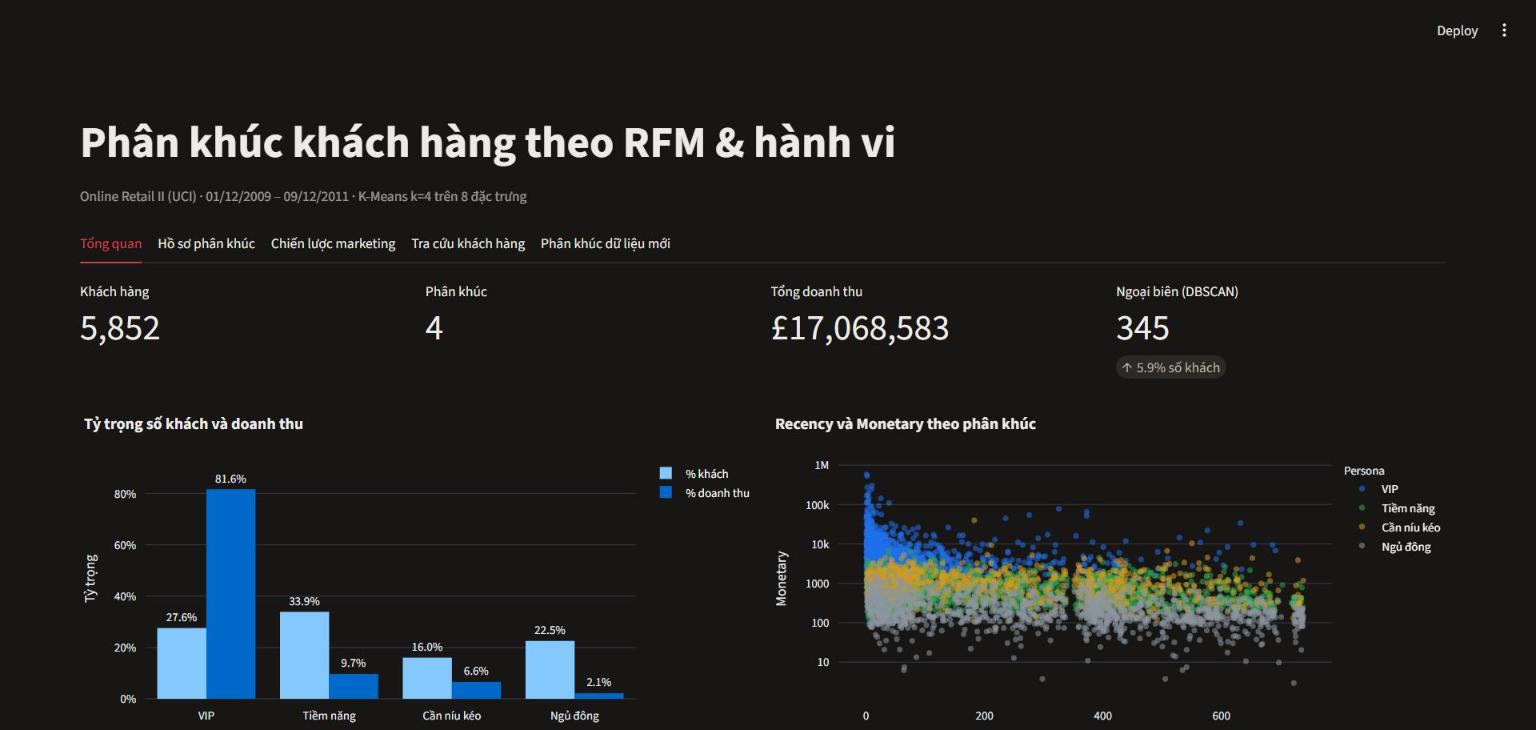 Deploy
Phân khúc khách hàng theo RFM & hành vi
Online Retail II (UCI) · 01/12/2009 – 09/12/2011 · K-Means k=4 trên 8 đặc trưng
Tổng quan Hồ sơ phân khúc Chiến lược marketing Tra cứu khách hàng Phân khúc dữ liệu mới
Khách hàng
5,852
Phân khúc
4
Tổng doanh thu
£17,068,583
Ngoại biên (DBSCAN)
345
↑ 5.9% số khách
Tỷ trọng số khách và doanh thu
% khách
% doanh thu
Tỷ trọng
80%
60%
40%
20%
0%
27.6%
81.6%
33.9%
9.7%
16.0%
6.6%
22.5%
2.1%
VIP
Tiềm năng
Cần níu kéo
Ngủ đông
Recency và Monetary theo phân khúc
Persona
VIP
Tiềm năng
Cần níu kéo
Ngủ đông
Monetary
1M
100k
10k
1000
100
10
0
200
400
600